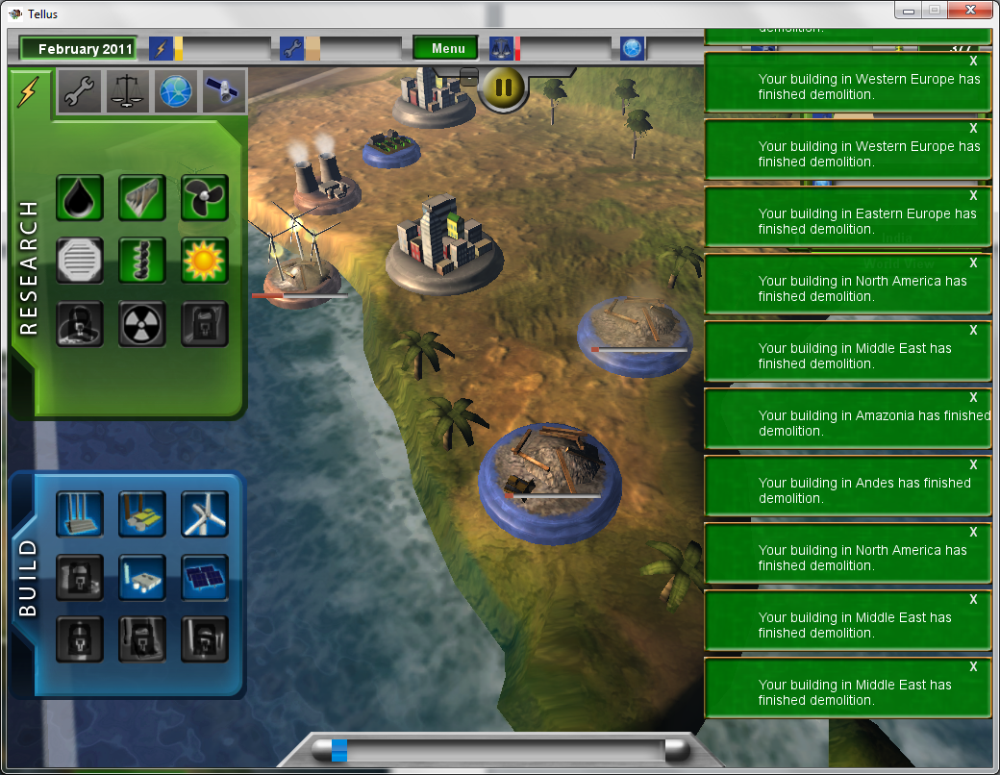 Tellus
February 2011
Menu
demolition.
X
Your building in Western Europe has
finished demolition.
X
Your building in Western Europe has
finished demolition.
X
Your building in Eastern Europe has
finished demolition.
India
X
World View
Your building in North America has
finished demolition.
X
Your building in Middle East has
finished demolition.
X
Your building in Amazonia has finished
demolition.
X
Your building in Andes has finished
demolition.
X
Your building in North America has
finished demolition.
X
Your building in Middle East has
finished demolition.
X
Your building in Middle East has
finished demolition.
RESEARCH
BUILD